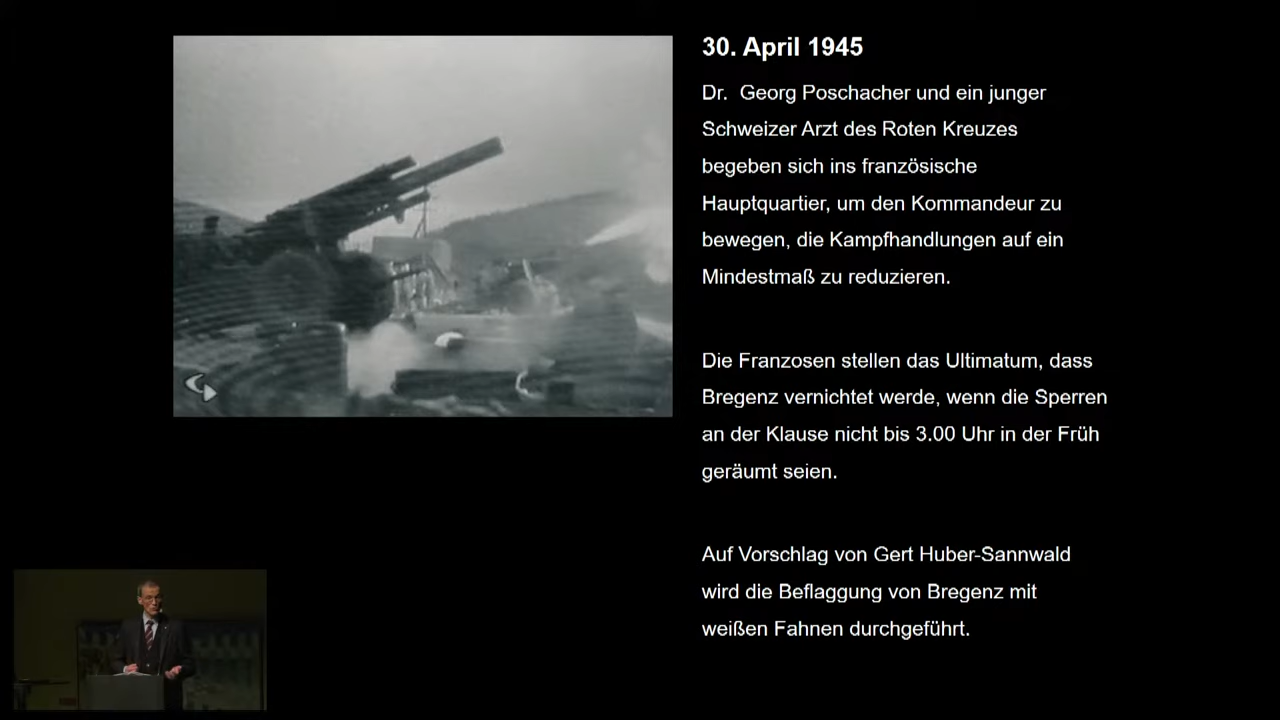 30. April 1945
Dr. Georg Poschacher und ein junger
Schweizer Arzt des Roten Kreuzes
begeben sich ins französische
Hauptquartier, um den Kommandeur zu
bewegen, die Kampfhandlungen auf ein
Mindestmaß zu reduzieren.
Die Franzosen stellen das Ultimatum, dass
Bregenz vernichtet werde, wenn die Sperren
an der Klause nicht bis 3.00 Uhr in der Früh
geräumt seien.
Auf Vorschlag von Gert Huber-Sannwald
wird die Beflaggung von Bregenz mit
weißen Fahnen durchgeführt.